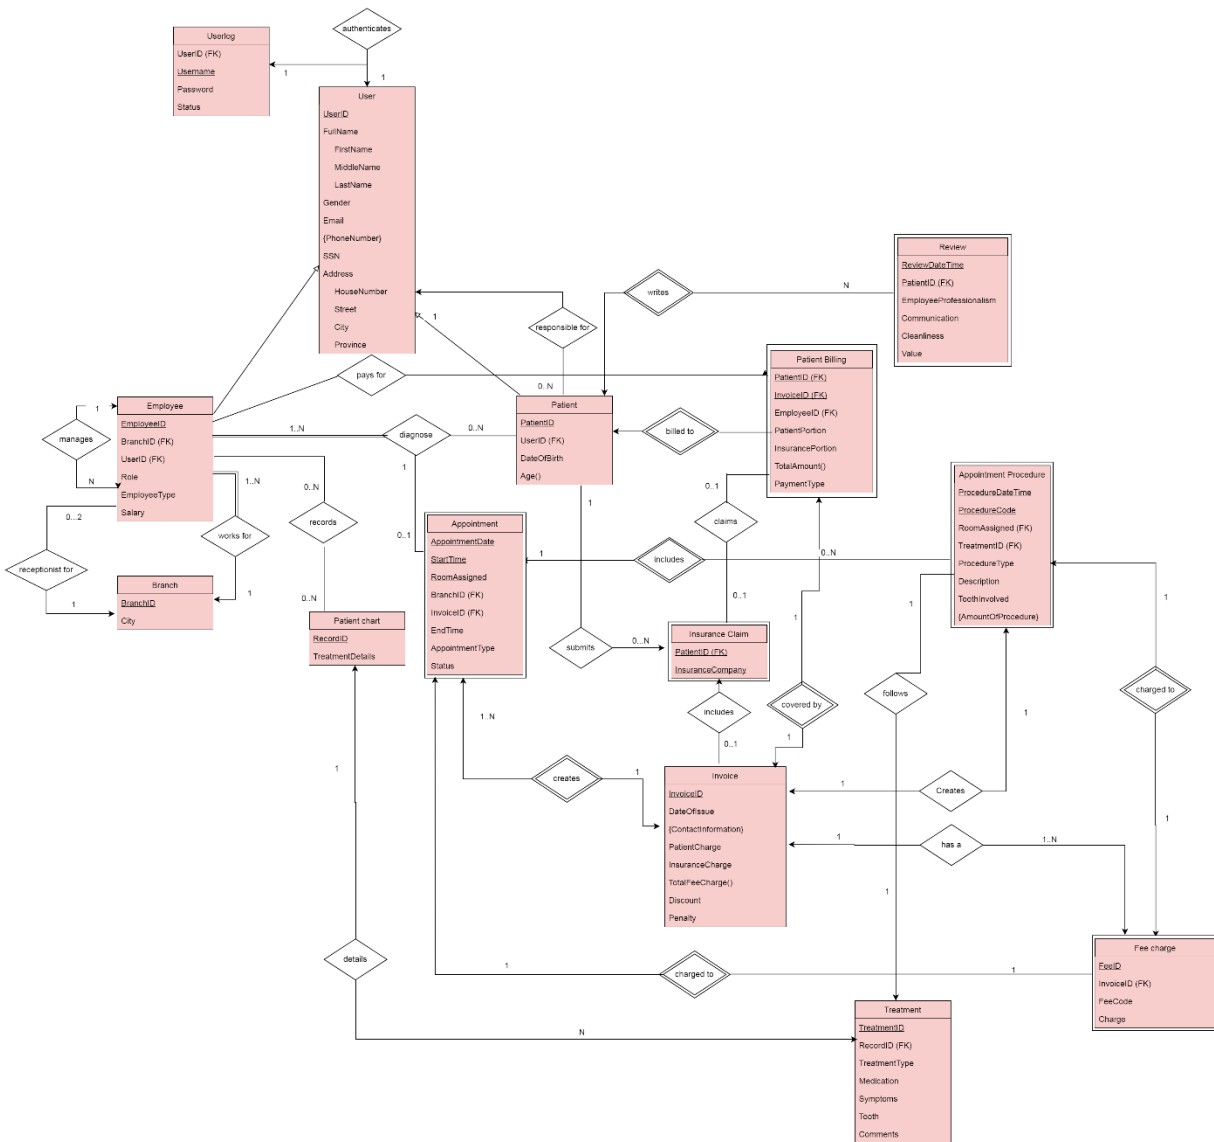 authenticates
Userlog
UserID (FK)
Username
Password
Status
1
1
User
UserID
FullName
FirstName
MiddleName
LastName
Gender
Email
{PhoneNumber}
SSN
Address
HouseNumber
Street
City
Province
Review
ReviewDateTime
PatientID (FK)
EmployeeProfessionalism
Communication
Cleanliness
Value
writes
N
responsible for
1
0..N
pays for
Patient Billing
PatientID (FK)
InvoiceID (FK)
EmployeeID (FK)
PatientPortion
InsurancePortion
TotalAmount()
PaymentType
Employee
EmployeeID
BranchID (FK)
UserID (FK)
Role
EmployeeType
Salary
1
manages
N
Patient
PatientID
UserID (FK)
DateOfBirth
Age()
1..N
diagnose
0..N
billed to
1
0..1
0..N
records
0..N
1..N
works for
1
0...2
receptionist for
1
Branch
BranchID
City
Patient chart
RecordID
TreatmentDetails
Appointment
AppointmentDate
StartTime
RoomAssigned
BranchID (FK)
InvoiceID (FK)
EndTime
AppointmentType
Status
1
submits
0...N
0..1
claims
0..1
1
includes
0..N
Appointment Procedure
ProcedureDateTime
ProcedureCode
RoomAssigned (FK)
TreatmentID (FK)
ProcedureType
Description
ToothInvolved
{AmountOfProcedure}
Insurance Claim
PatientID (FK)
InsuranceCompany
includes
0..1
1
covered by
1
1
follows
1
1
charged to
1
1..N
creates
1
Invoice
InvoiceID
DateOfIssue
{ContactInformation}
PatientCharge
InsuranceCharge
TotalFeeCharge()
Discount
Penalty
1
Creates
1
1
has a
1..N
1
details
N
1
charged to
1
Fee charge
FeeID
InvoiceID (FK)
FeeCode
Charge
Treatment
TreatmentID
RecordID (FK)
TreatmentType
Medication
Symptoms
Tooth
Comments